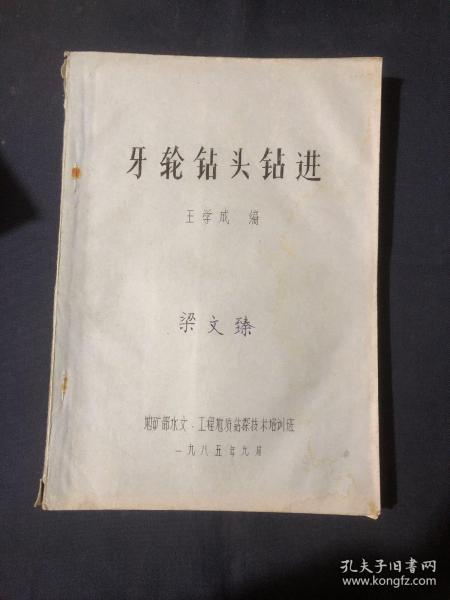 牙轮钻头钻进
王学成 编
梁文臻
地矿部水文·工程地质钻探技术培训班
一九八五年九月
孔夫子旧书网
www.kongfz.com